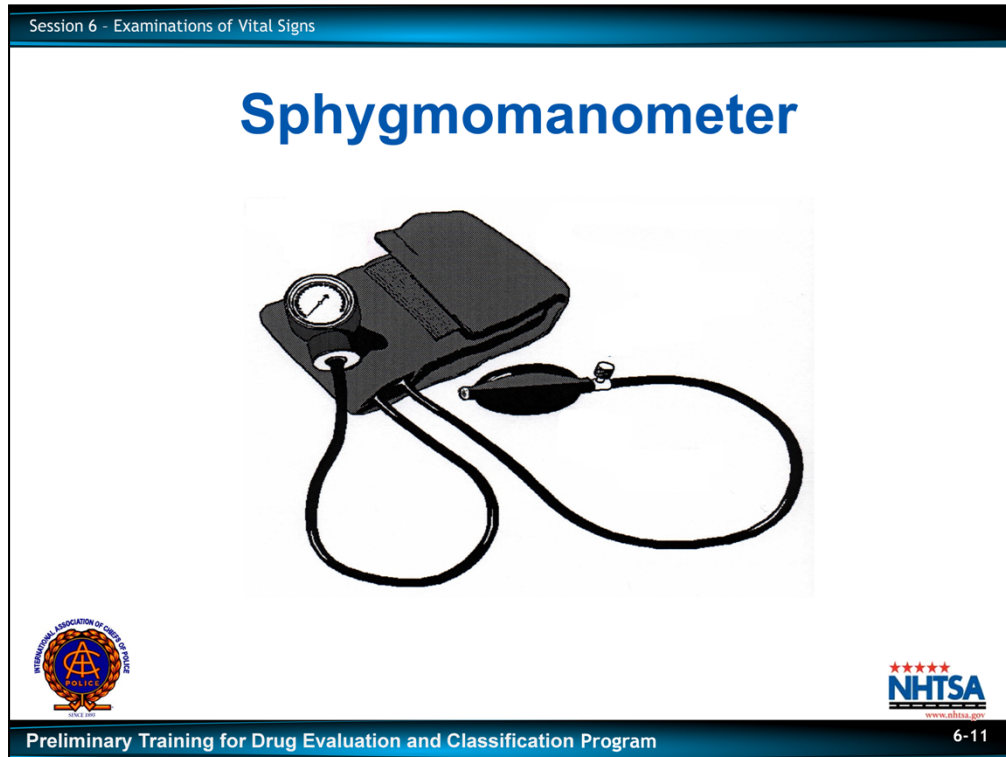 Session 6 - Examinations of Vital Signs
Sphygmomanometer
INTERNATIONAL ASSOCIATION OF CHIEFS OF POLICE
POLICE
SINCE 1893
NHTSA
www.nhtsa.gov
Preliminary Training for Drug Evaluation and Classification Program
6-11